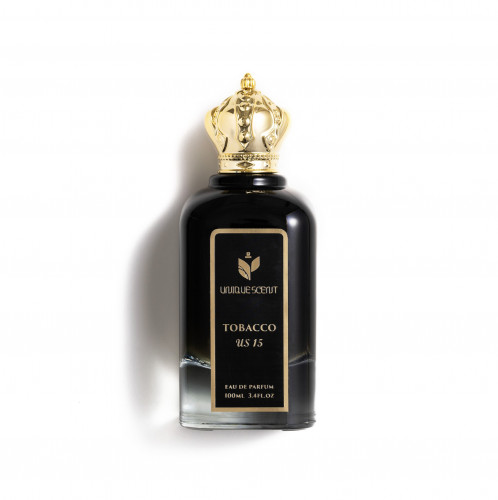 UNIQUE SCENT
TOBACCO
US 15
EAU DE PARFUM
100ML 3.4FL.OZ